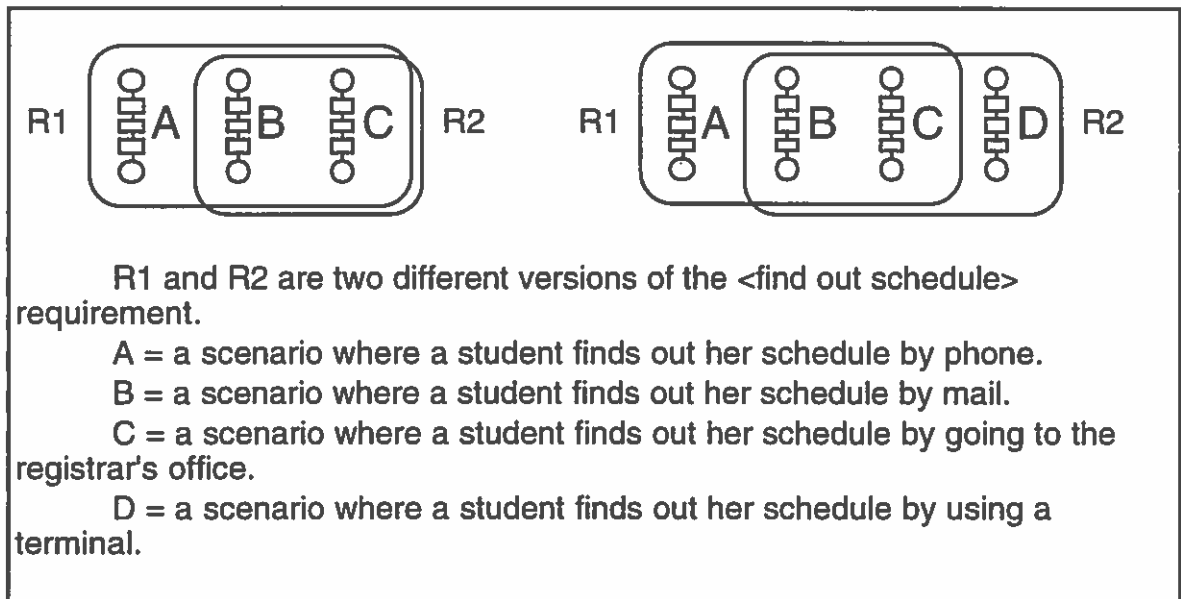 R1 A B C R2 R1 A B C D R2
R1 and R2 are two different versions of the <find out schedule>
requirement.
A = a scenario where a student finds out her schedule by phone.
B = a scenario where a student finds out her schedule by mail.
C = a scenario where a student finds out her schedule by going to the
registrar's office.
D = a scenario where a student finds out her schedule by using a
terminal.